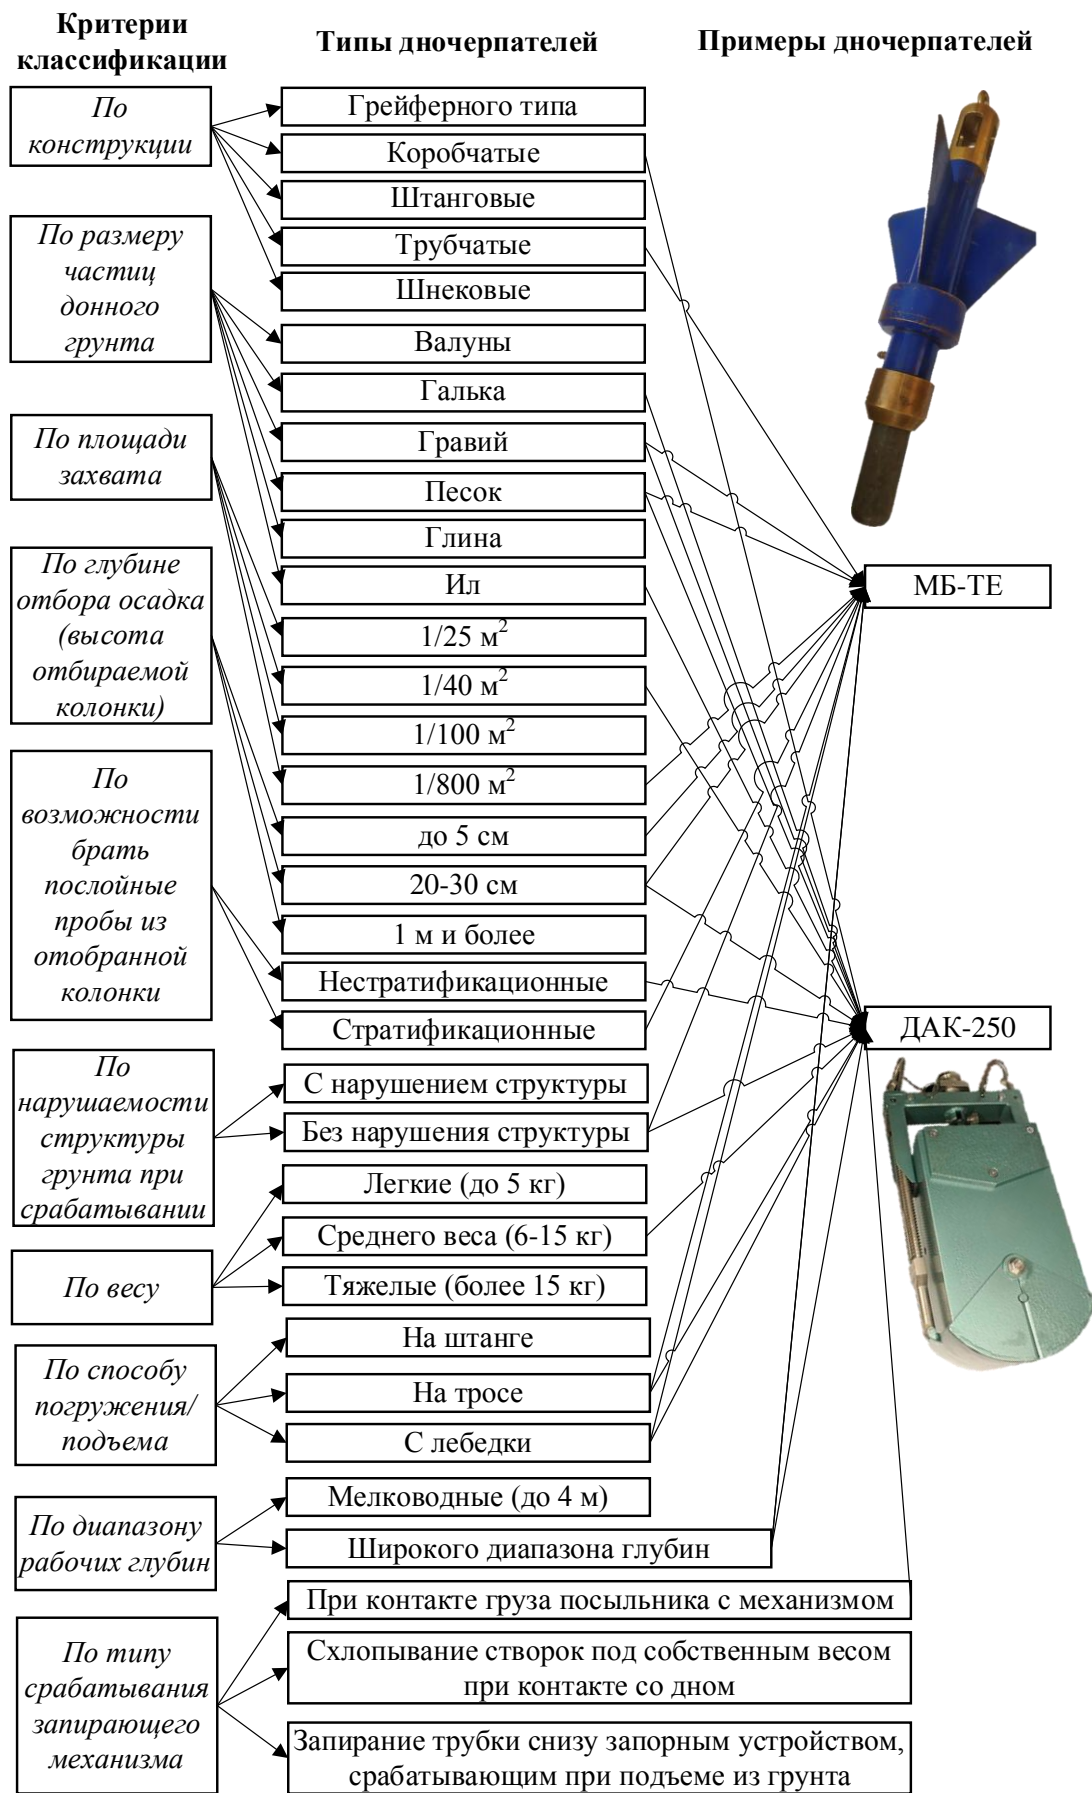 Критерии
классификации
Типы дночерпателей
Примеры дночерпателей
По
конструкции
Грейферного типа
Коробчатые
Штанговые
Трубчатые
Шнековые
По размеру
частиц
донного
грунта
Валуны
Галька
Гравий
Песок
Глина
Ил
По площади
захвата
1/25 м²
1/40 м²
1/100 м²
1/800 м²
По глубине
отбора осадка
(высота
отбираемой
колонки)
до 5 см
20-30 см
1 м и более
По
возможности
брать
послойные
пробы из
отобранной
колонки
Нестратификационные
Стратификационные
По
нарушаемости
структуры
грунта при
срабатывании
С нарушением структуры
Без нарушения структуры
По весу
Легкие (до 5 кг)
Среднего веса (6-15 кг)
Тяжелые (более 15 кг)
По способу
погружения/
подъема
На штанге
На тросе
С лебедки
По диапазону
рабочих глубин
Мелководные (до 4 м)
Широкого диапазона глубин
По типу
срабатывания
запирающего
механизма
При контакте груза посыльника с механизмом
Схлопывание створок под собственным весом
при контакте со дном
Запирание трубки снизу запорным устройством,
срабатывающим при подъеме из грунта
МБ-ТЕ
ДАК-250